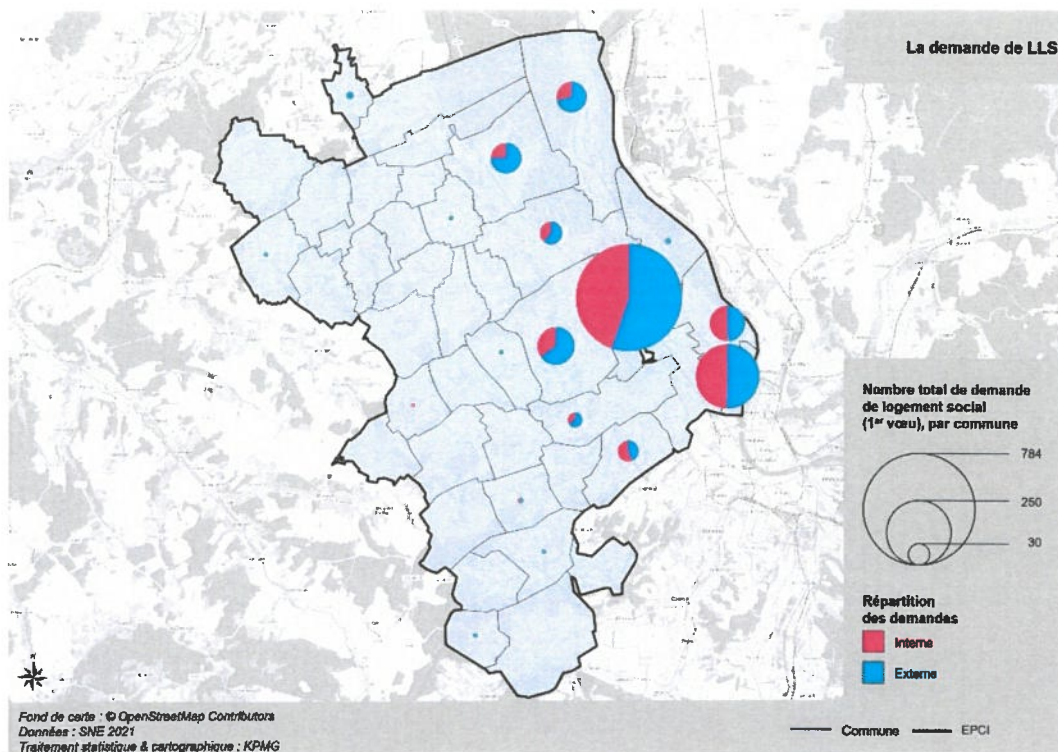 La demande de LLS
Nombre total de demande
de logement social
(1er vœu), par commune
784
250
30
Répartition
des demandes
Interne
Externe
Fond de carte : © OpenStreetMap Contributors
Données : SNE 2021
Traitement statistique & cartographique : KPMG
Commune
EPCI